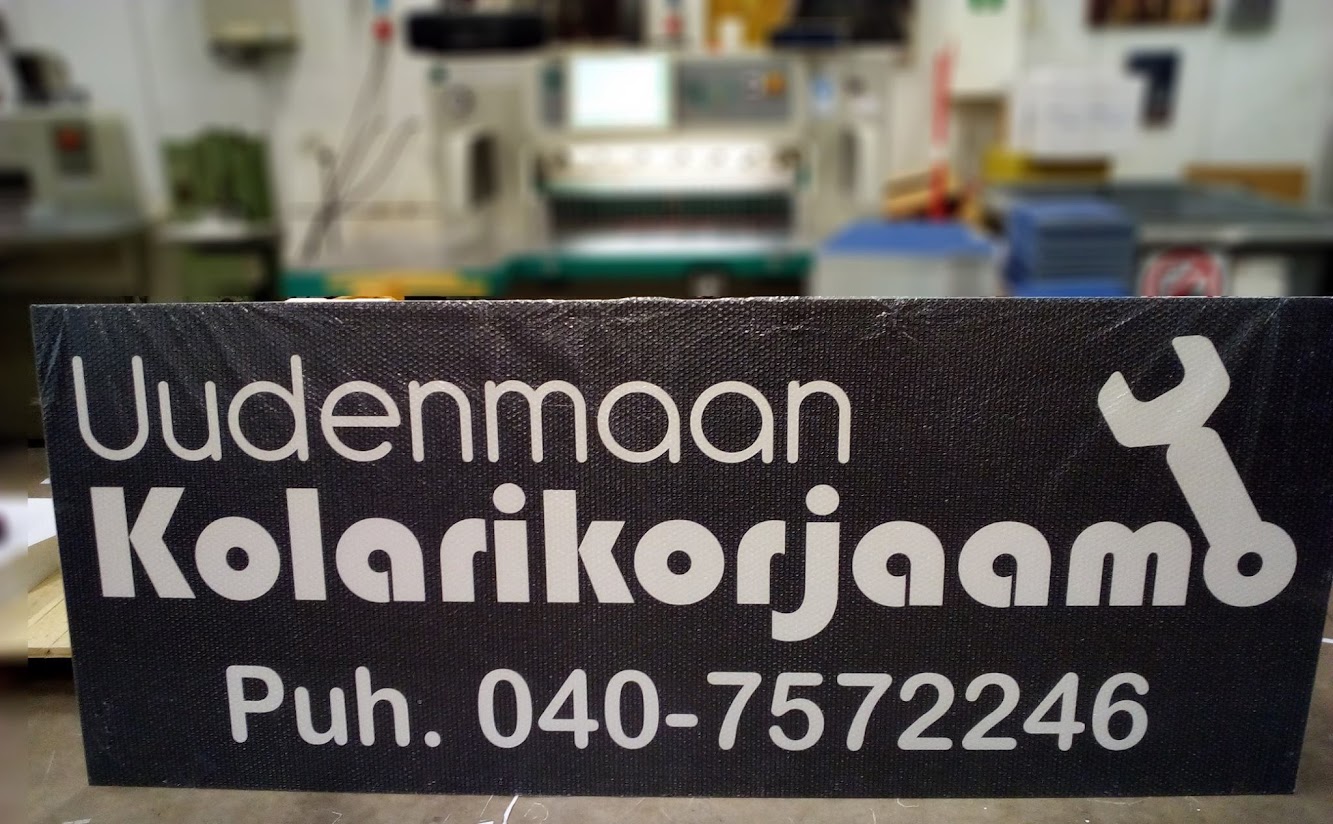 Uudenmaan
Kolarikorjaamo
Puh. 040-7572246